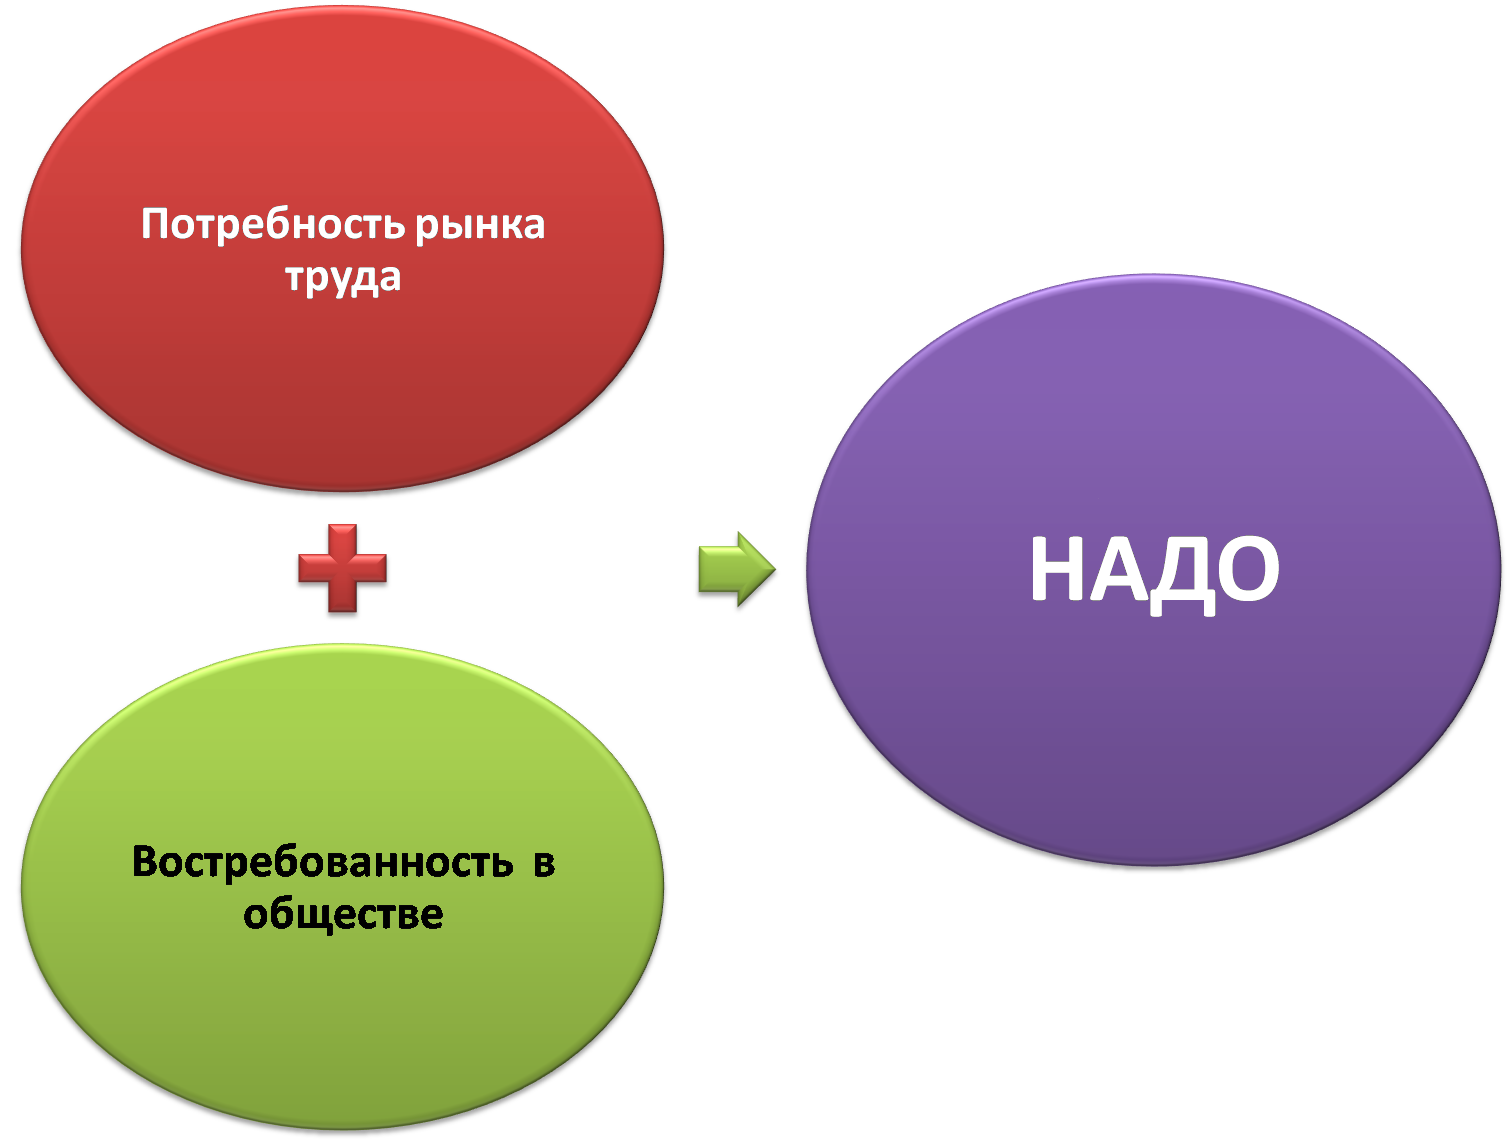 Потребность рынка
труда
Востребованность в
обществе
НАДО